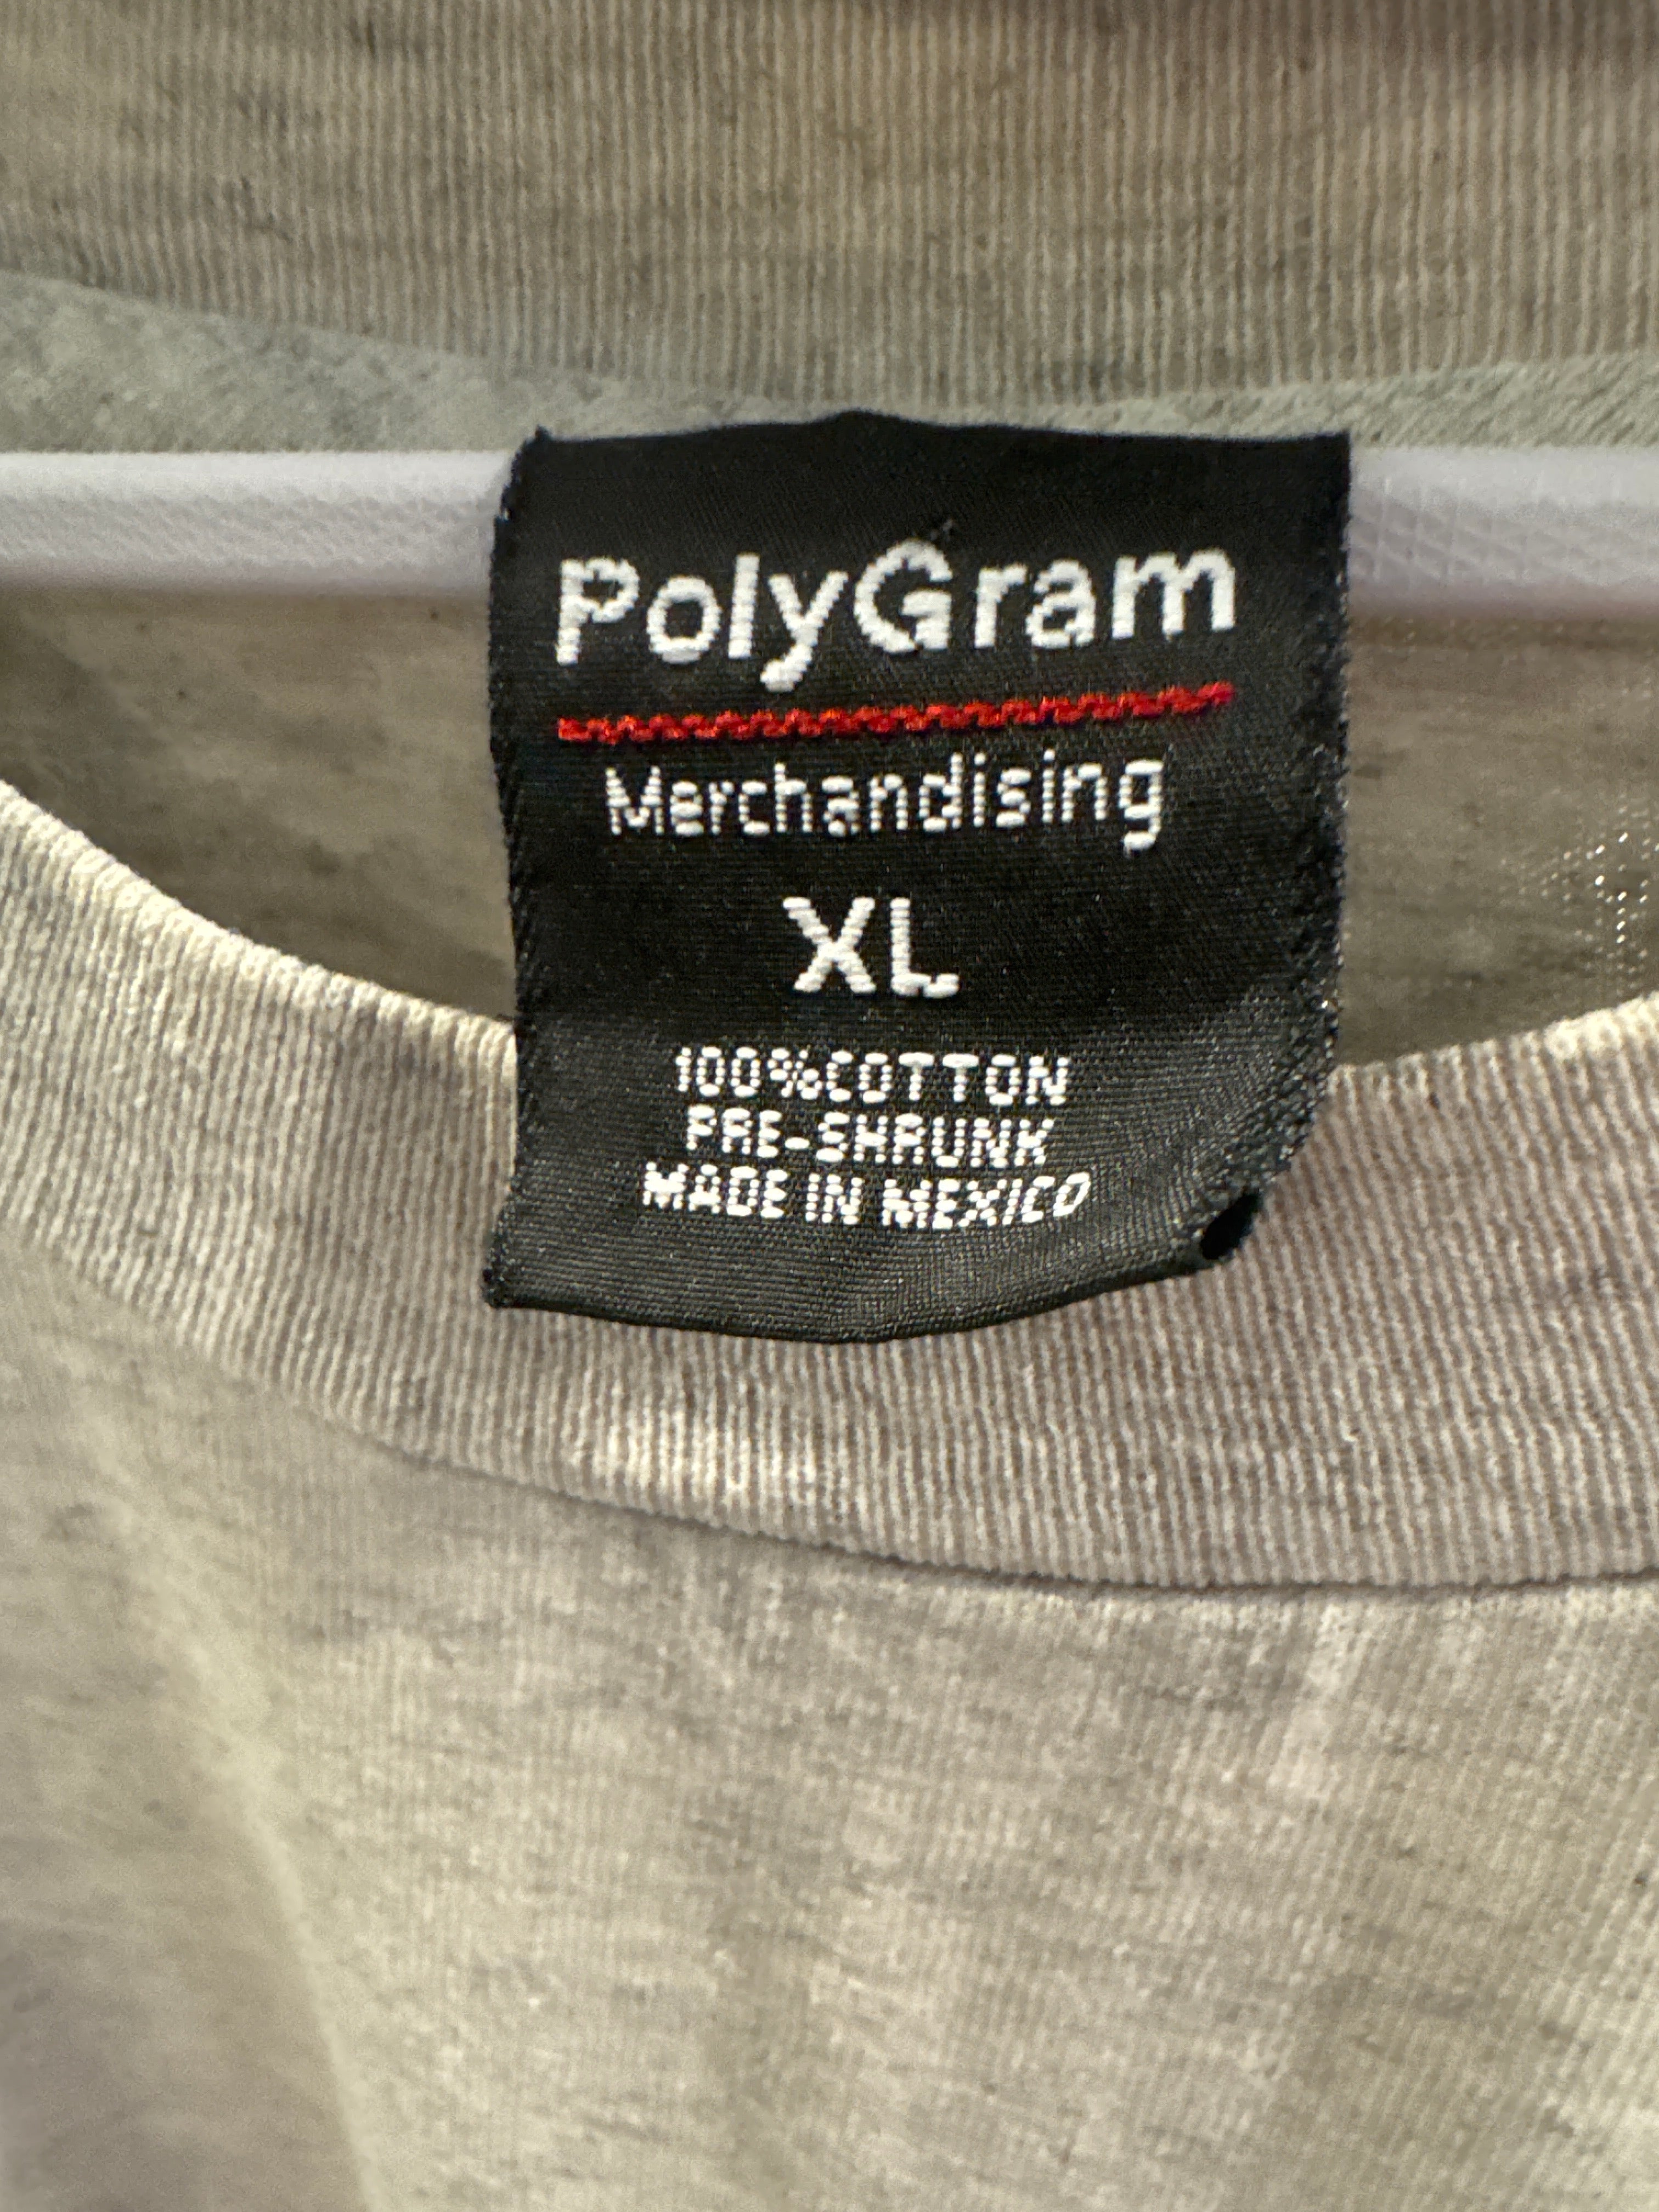 PolyGram
Merchandising
XL
100%COTTON
PRE-SHRUNK
MADE IN MEXICO